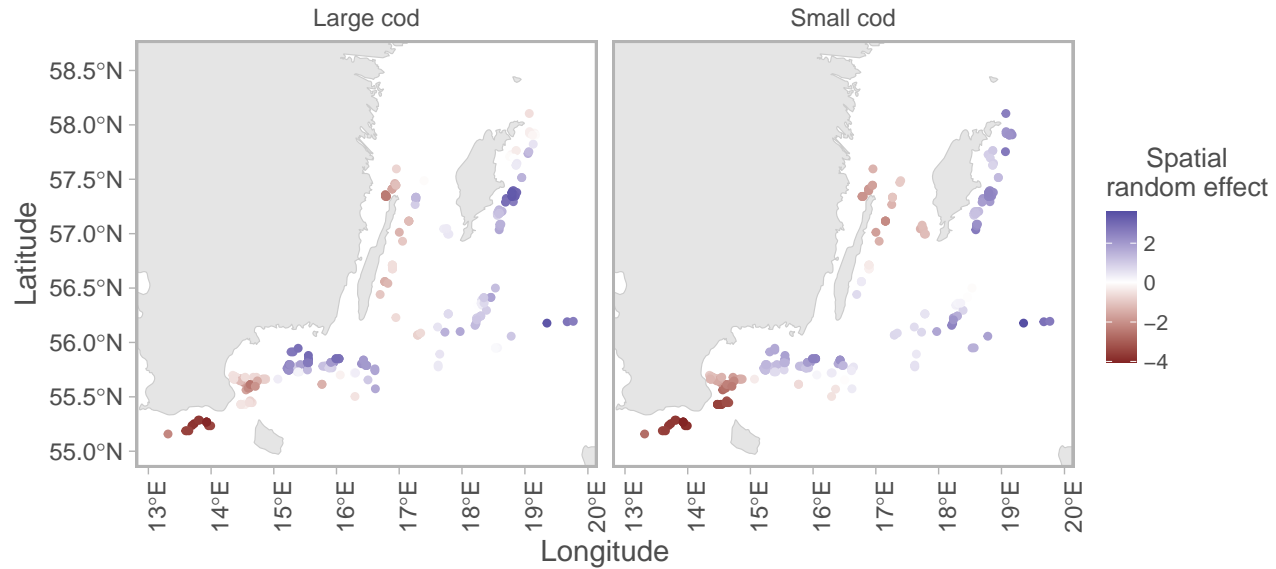 Large cod
Small cod
58.5°N
58.0°N
57.5°N
57.0°N
56.5°N
56.0°N
55.5°N
55.0°N
Latitude
13°E 14°E 15°E 16°E 17°E 18°E 19°E 20°E
13°E 14°E 15°E 16°E 17°E 18°E 19°E 20°E
Longitude
Spatial
random effect
2
0
−2
−4